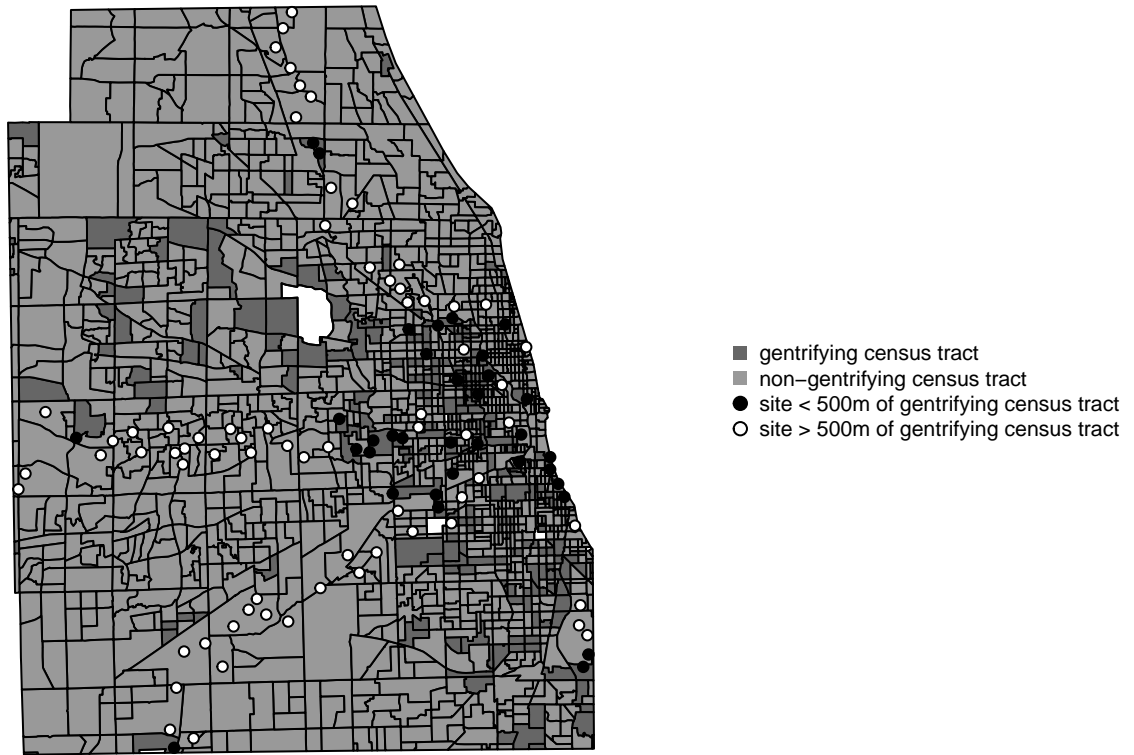 gentrifying census tract
non−gentrifying census tract
site < 500m of gentrifying census tract
site > 500m of gentrifying census tract